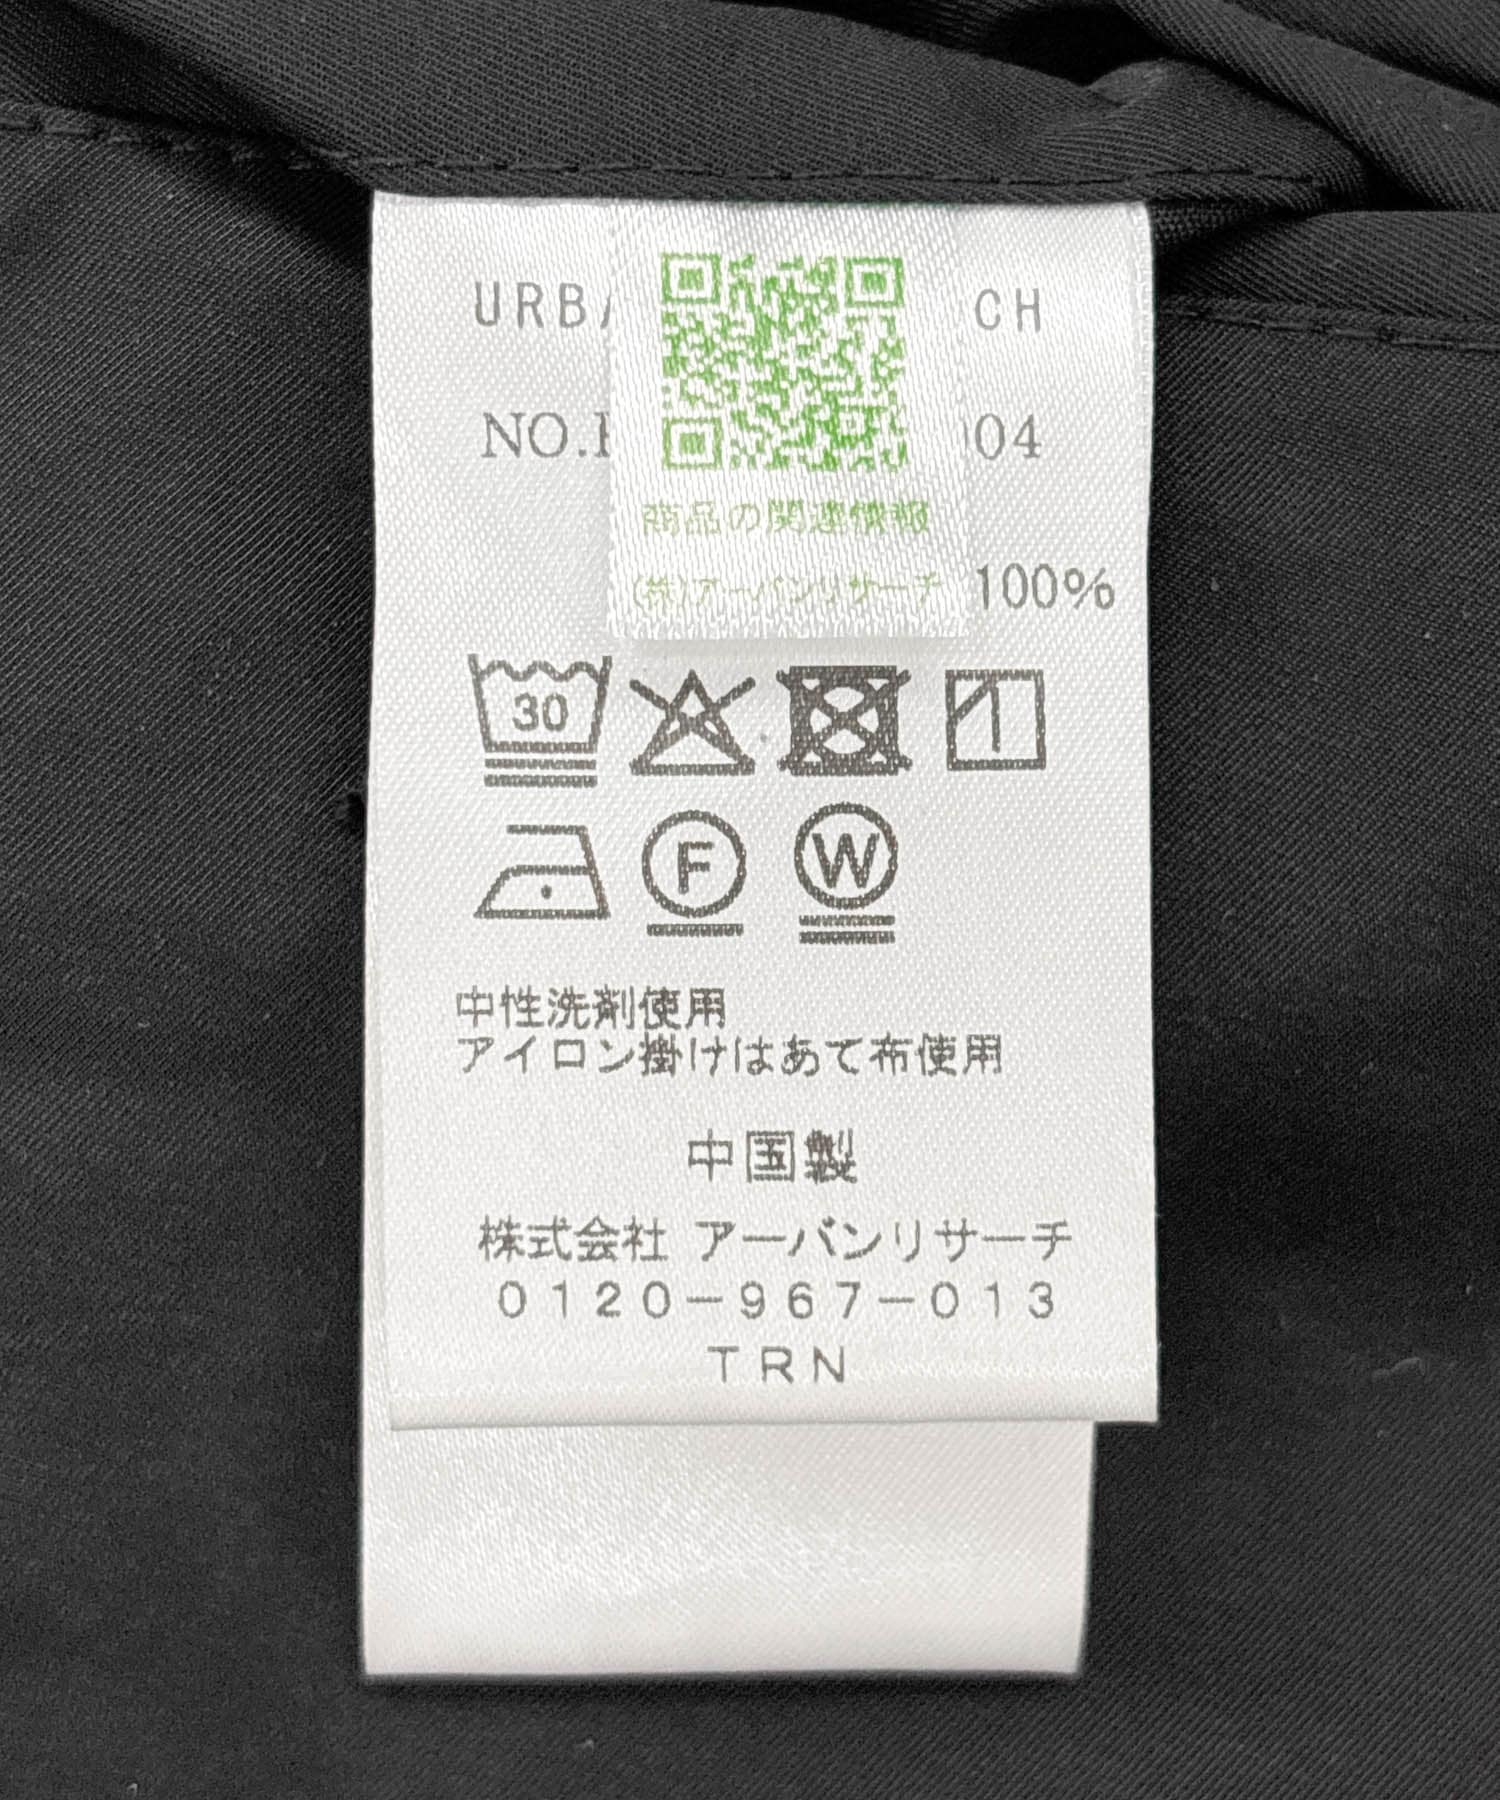 CH
NO.
04
商品の関連情報
(株)アーバンリサーチ
100%
30
F
W
中性洗剤使用
アイロン掛けはあて布使用
中国製
株式会社 アーバンリサーチ
0120-967-013
TRN